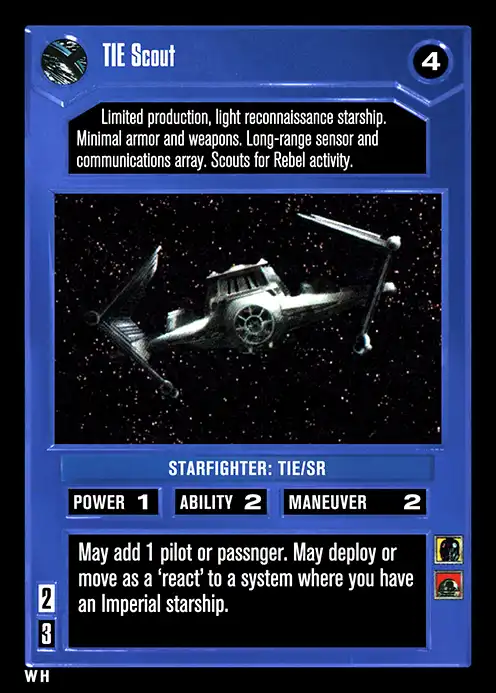 TIE Scout
4
Limited production, light reconnaissance starship.
Minimal armor and weapons. Long-range sensor and
communications array. Scouts for Rebel activity.
STARFIGHTER: TIE/SR
POWER 1 ABILITY 2 MANEUVER 2
May add 1 pilot or passnger. May deploy or
move as a ‘react’ to a system where you have
an Imperial starship.
2
3
WH